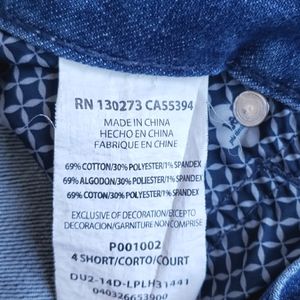 RN 130273 CA55394
MADE IN CHINA
HECHO EN CHINA
FABRIQUE EN CHINE
69% COTTON/30% POLYESTER/1% SPANDEX
69% ALGODON/30% POLIESTER/1% SPANDEX
69% COTON/30% POLYESTER/1% SPANDEX
EXCLUSIVE OF DECORATION/EXCEPTO
DECORACION/GARNITURE NON COMPRISE
P001002
4 SHORT/CORTO/COURT
DU2-14D-LPLH31441
040326653900